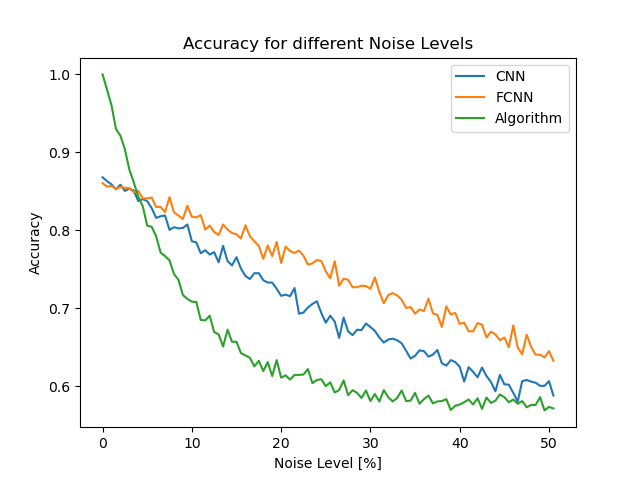 Accuracy for different Noise Levels
CNN
FCNN
Algorithm
Accuracy
1.0
0.9
0.8
0.7
0.6
0 10 20 30 40 50
Noise Level [%]